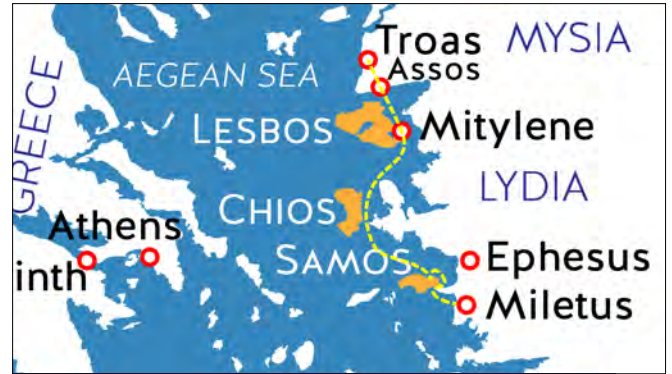 Troas
MYSIA
Assos
AEGEAN SEA
GREECE
LESBOS
Mitylene
LYDIA
CHIOS
Athens
SAMOS
Ephesus
inth
Miletus